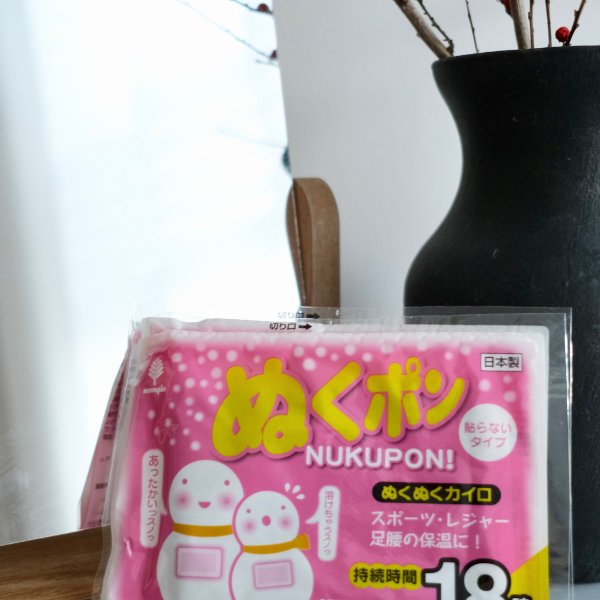 切り口
切り口
日本製
ぬくポン
NUKUPON!
貼らない
タイプ
ぬくぬくカイロ
あったかいっスノゥ
溶けちゃうスノゥ
スポーツ・レジャー
足腰の保温に！
持続時間
18